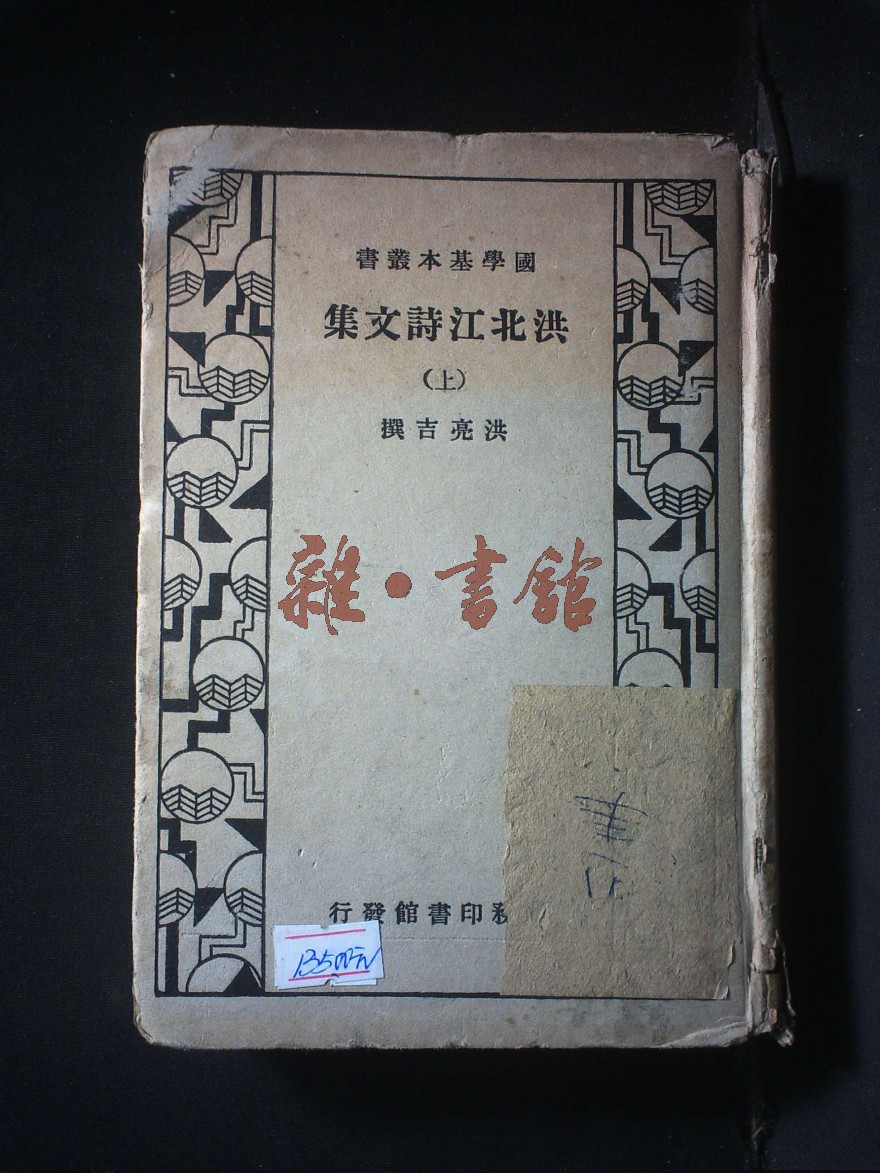 國學基本叢書
洪北江詩文集
（上）
洪亮吉撰
雜·書館
務印書館發行